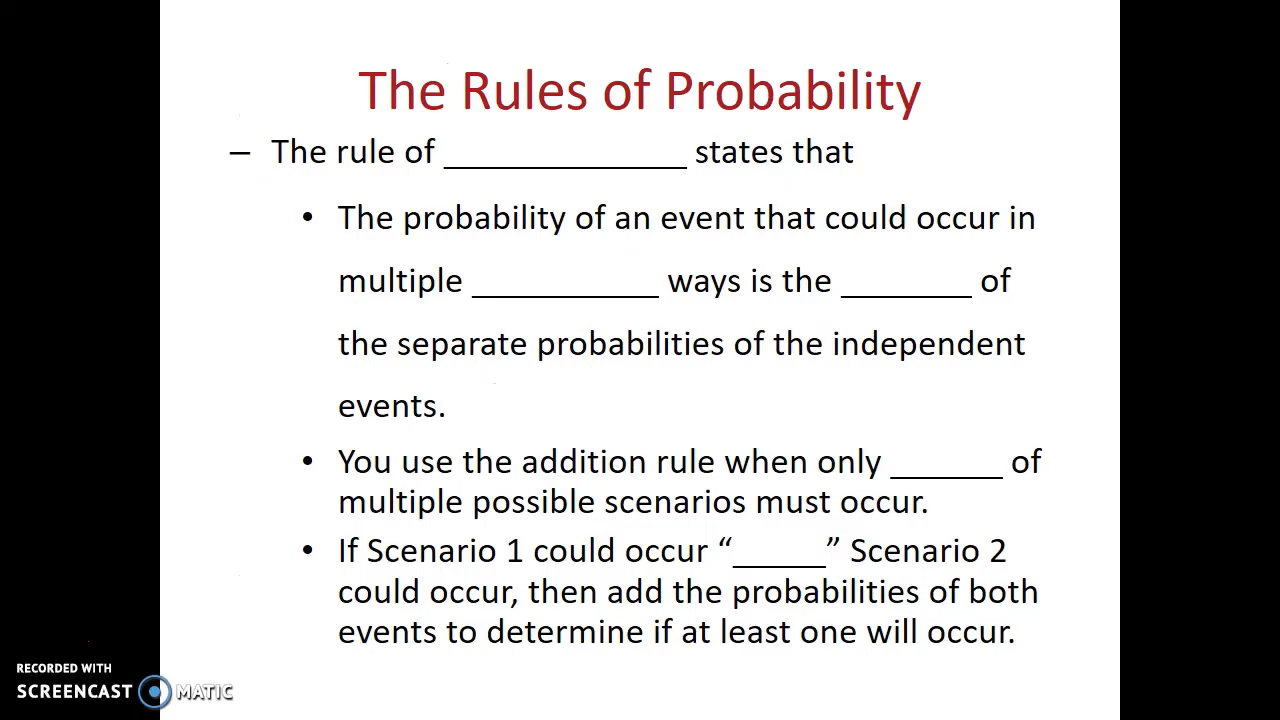 The Rules of Probability
– The rule of ______________ states that
• The probability of an event that could occur in
multiple ___________ ways is the ________ of
the separate probabilities of the independent
events.
• You use the addition rule when only _______ of
multiple possible scenarios must occur.
• If Scenario 1 could occur “______” Scenario 2
could occur, then add the probabilities of both
events to determine if at least one will occur.
RECORDED WITH
SCREENCAST MATIC